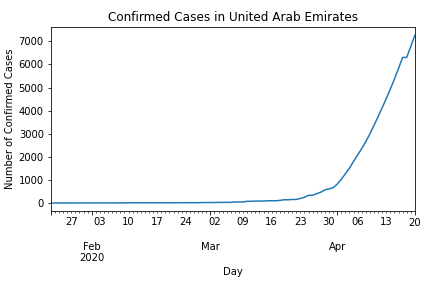 Confirmed Cases in United Arab Emirates
Number of Confirmed Cases
7000
6000
5000
4000
3000
2000
1000
0
27 03 10 17 24 02 09 16 23 30 06 13 20
Feb Mar Apr
2020
Day